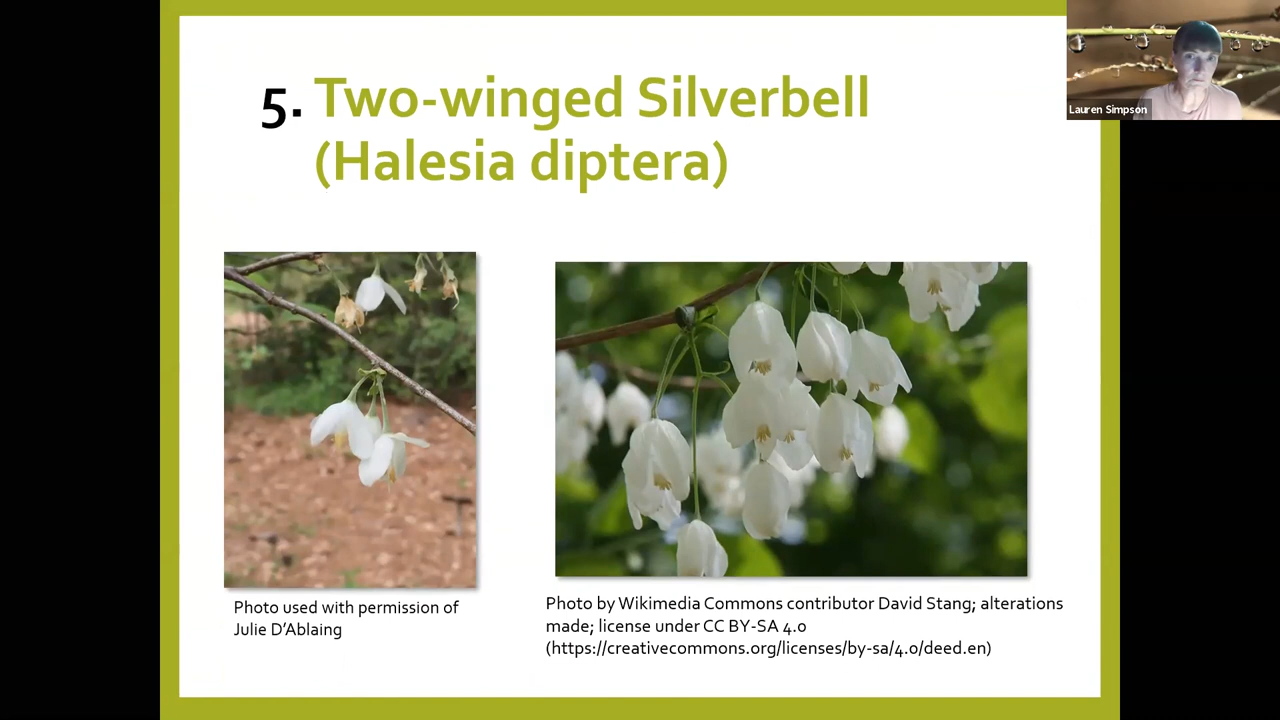 5. Two-winged Silverbell
(Halesia diptera)
Lauren Simpson
Photo used with permission of
Julie D’Ablaing
Photo by Wikimedia Commons contributor David Stang; alterations
made; license under CC BY-SA 4.0
(https://creativecommons.org/licenses/by-sa/4.0/deed.en)